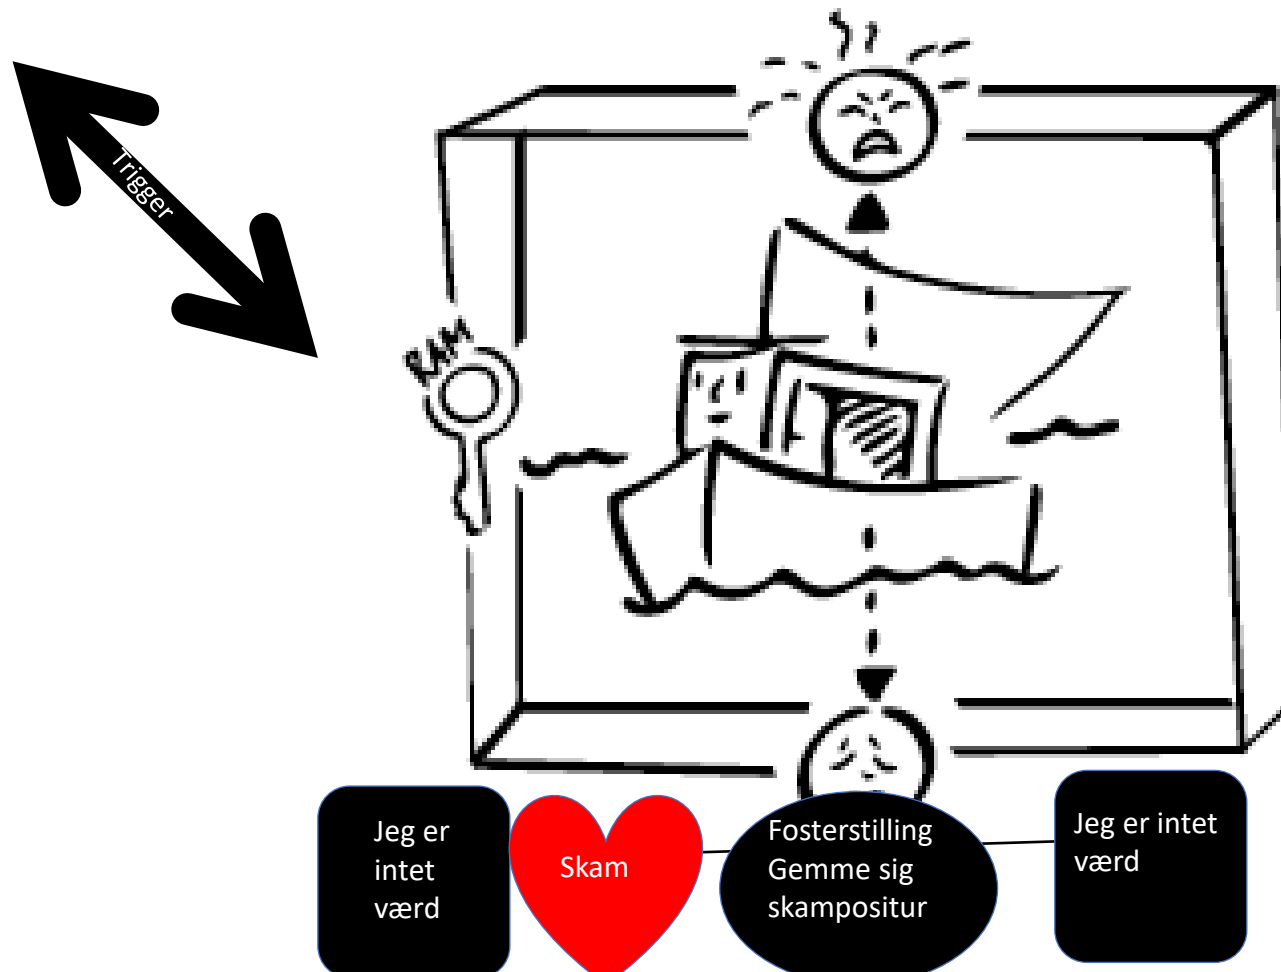 Trigger
RAM
Jeg er
intet
værd
Skam
Fosterstilling
Gemme sig
skampositur
Jeg er intet
værd